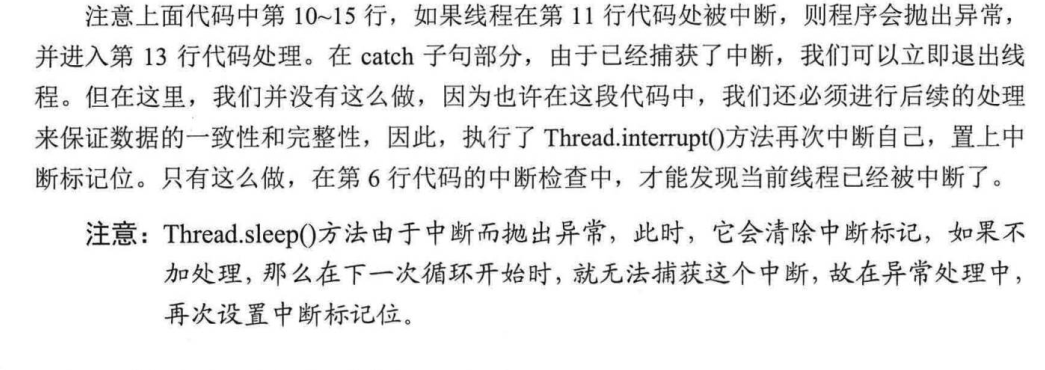 注意上面代码中第 10~15 行，如果线程在第 11 行代码处被中断，则程序会抛出异常，
并进入第 13 行代码处理。在 catch 子句部分，由于已经捕获了中断，我们可以立即退出线
程。但在这里，我们并没有这么做，因为也许在这段代码中，我们还必须进行后续的处理
来保证数据的一致性和完整性，因此，执行了 Thread.interrupt()方法再次中断自己，置上中
断标记位。只有这么做，在第 6 行代码的中断检查中，才能发现当前线程已经被中断了。
注意：Thread.sleep()方法由于中断而抛出异常，此时，它会清除中断标记，如果不
加处理，那么在下一次循环开始时，就无法捕获这个中断，故在异常处理中，
再次设置中断标记位。